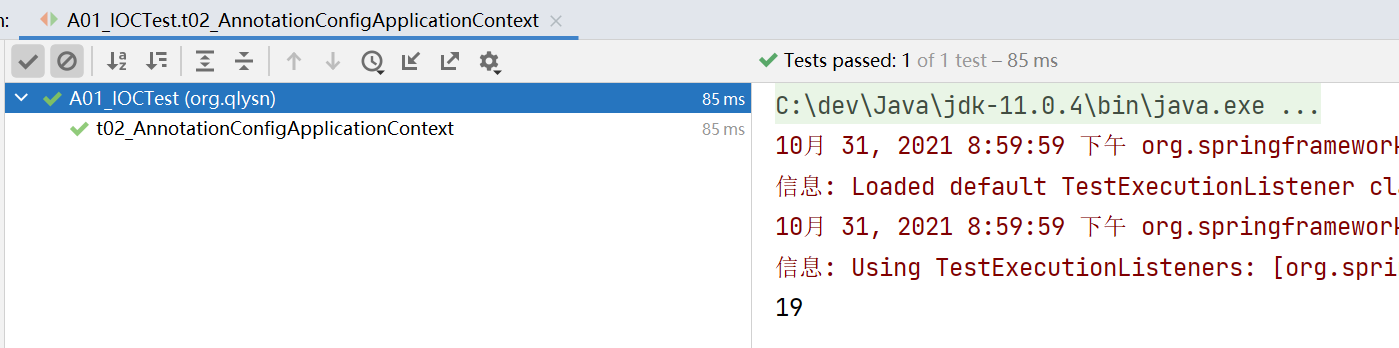 n:
A01_IOCTest.t02_AnnotationConfigApplicationContext
Tests passed: 1 of 1 test – 85 ms
A01_IOCTest (org.qlysn) 85 ms
t02_AnnotationConfigApplicationContext 85 ms
C:\dev\Java\jdk-11.0.4\bin\java.exe ...
10月 31, 2021 8:59:59 下午 org.springframework
信息: Loaded default TestExecutionListener cla
10月 31, 2021 8:59:59 下午 org.springframework
信息: Using TestExecutionListeners: [org.spri
19